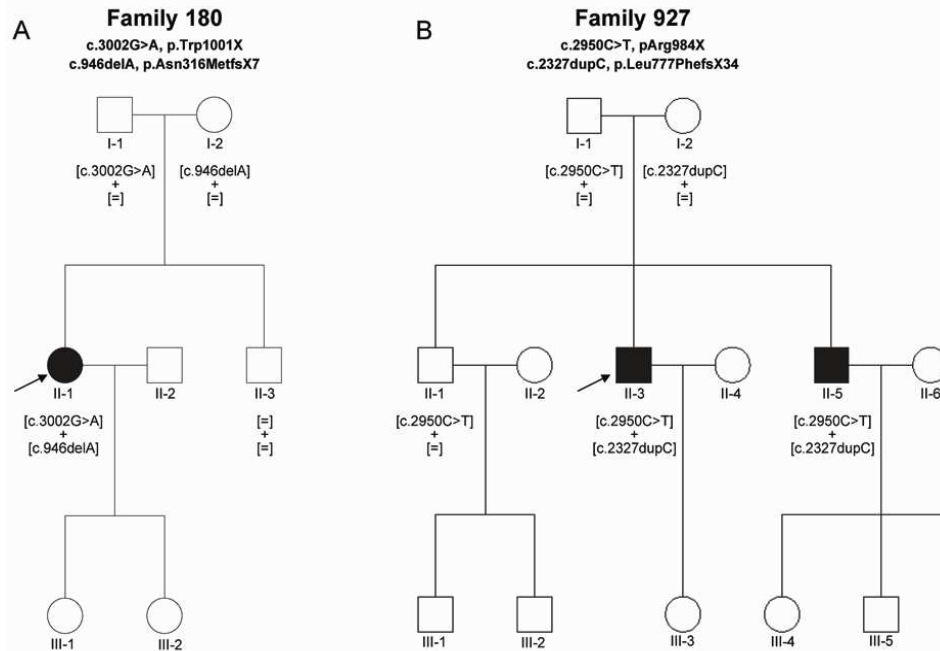 A
Family 180
c.3002G>A, p.Trp1001X
c.946delA, p.Asn316MetfsX7
I-1
I-2
[c.3002G>A]
+
[=]
[c.946delA]
+
[=]
II-1
II-2
II-3
[c.3002G>A]
+
[c.946delA]
[=]
+
[=]
III-1
III-2
B
Family 927
c.2950C>T, pArg984X
c.2327dupC, p.Leu777PhefsX34
I-1
I-2
[c.2950C>T]
+
[=]
[c.2327dupC]
+
[=]
II-1
II-2
II-3
II-4
II-5
II-6
[c.2950C>T]
+
[=]
[c.2950C>T]
+
[c.2327dupC]
[c.2950C>T]
+
[c.2327dupC]
III-1
III-2
III-3
III-4
III-5